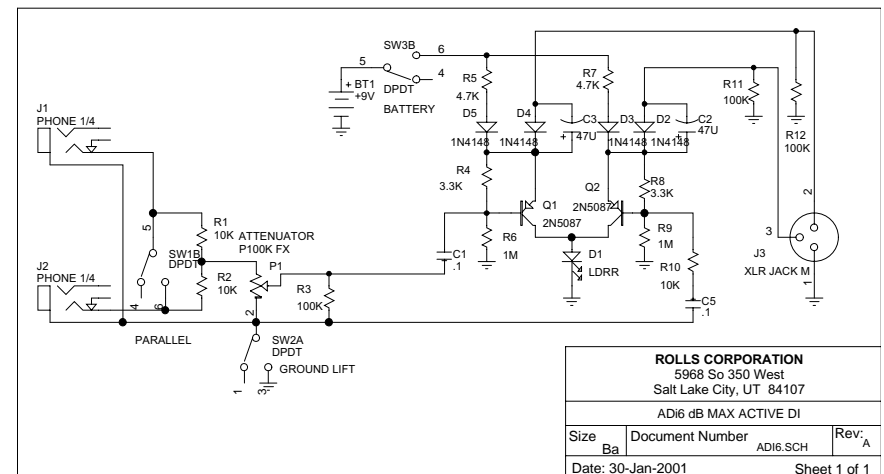 SW3B
6
5
4
+ BT1
+9V
DPDT
BATTERY
R5
4.7K
R7
4.7K
D5
D4
C3
47U
+
1N4148
D3
D2
C2
47U
+
1N4148
1N4148
R11
100K
R12
100K
J1
PHONE 1/4
R4
3.3K
Q1
2N5087
Q2
2N5087
R8
3.3K
R1
10K
ATTENUATOR
P100K FX
5
SW1B
DPDT
P1
C1
.1
R6
1M
D1
LDRR
R9
1M
R10
10K
2
3
J3
XLR JACK M
1
J2
PHONE 1/4
R2
10K
R3
100K
4
6
2
C5
.1
PARALLEL
SW2A
DPDT
GROUND LIFT
1
3
ROLLS CORPORATION
5968 So 350 West
Salt Lake City, UT 84107
ADi6 dB MAX ACTIVE DI
Size
Ba
Document Number
ADI6.SCH
Rev:
A
Date: 30-Jan-2001
Sheet 1 of 1